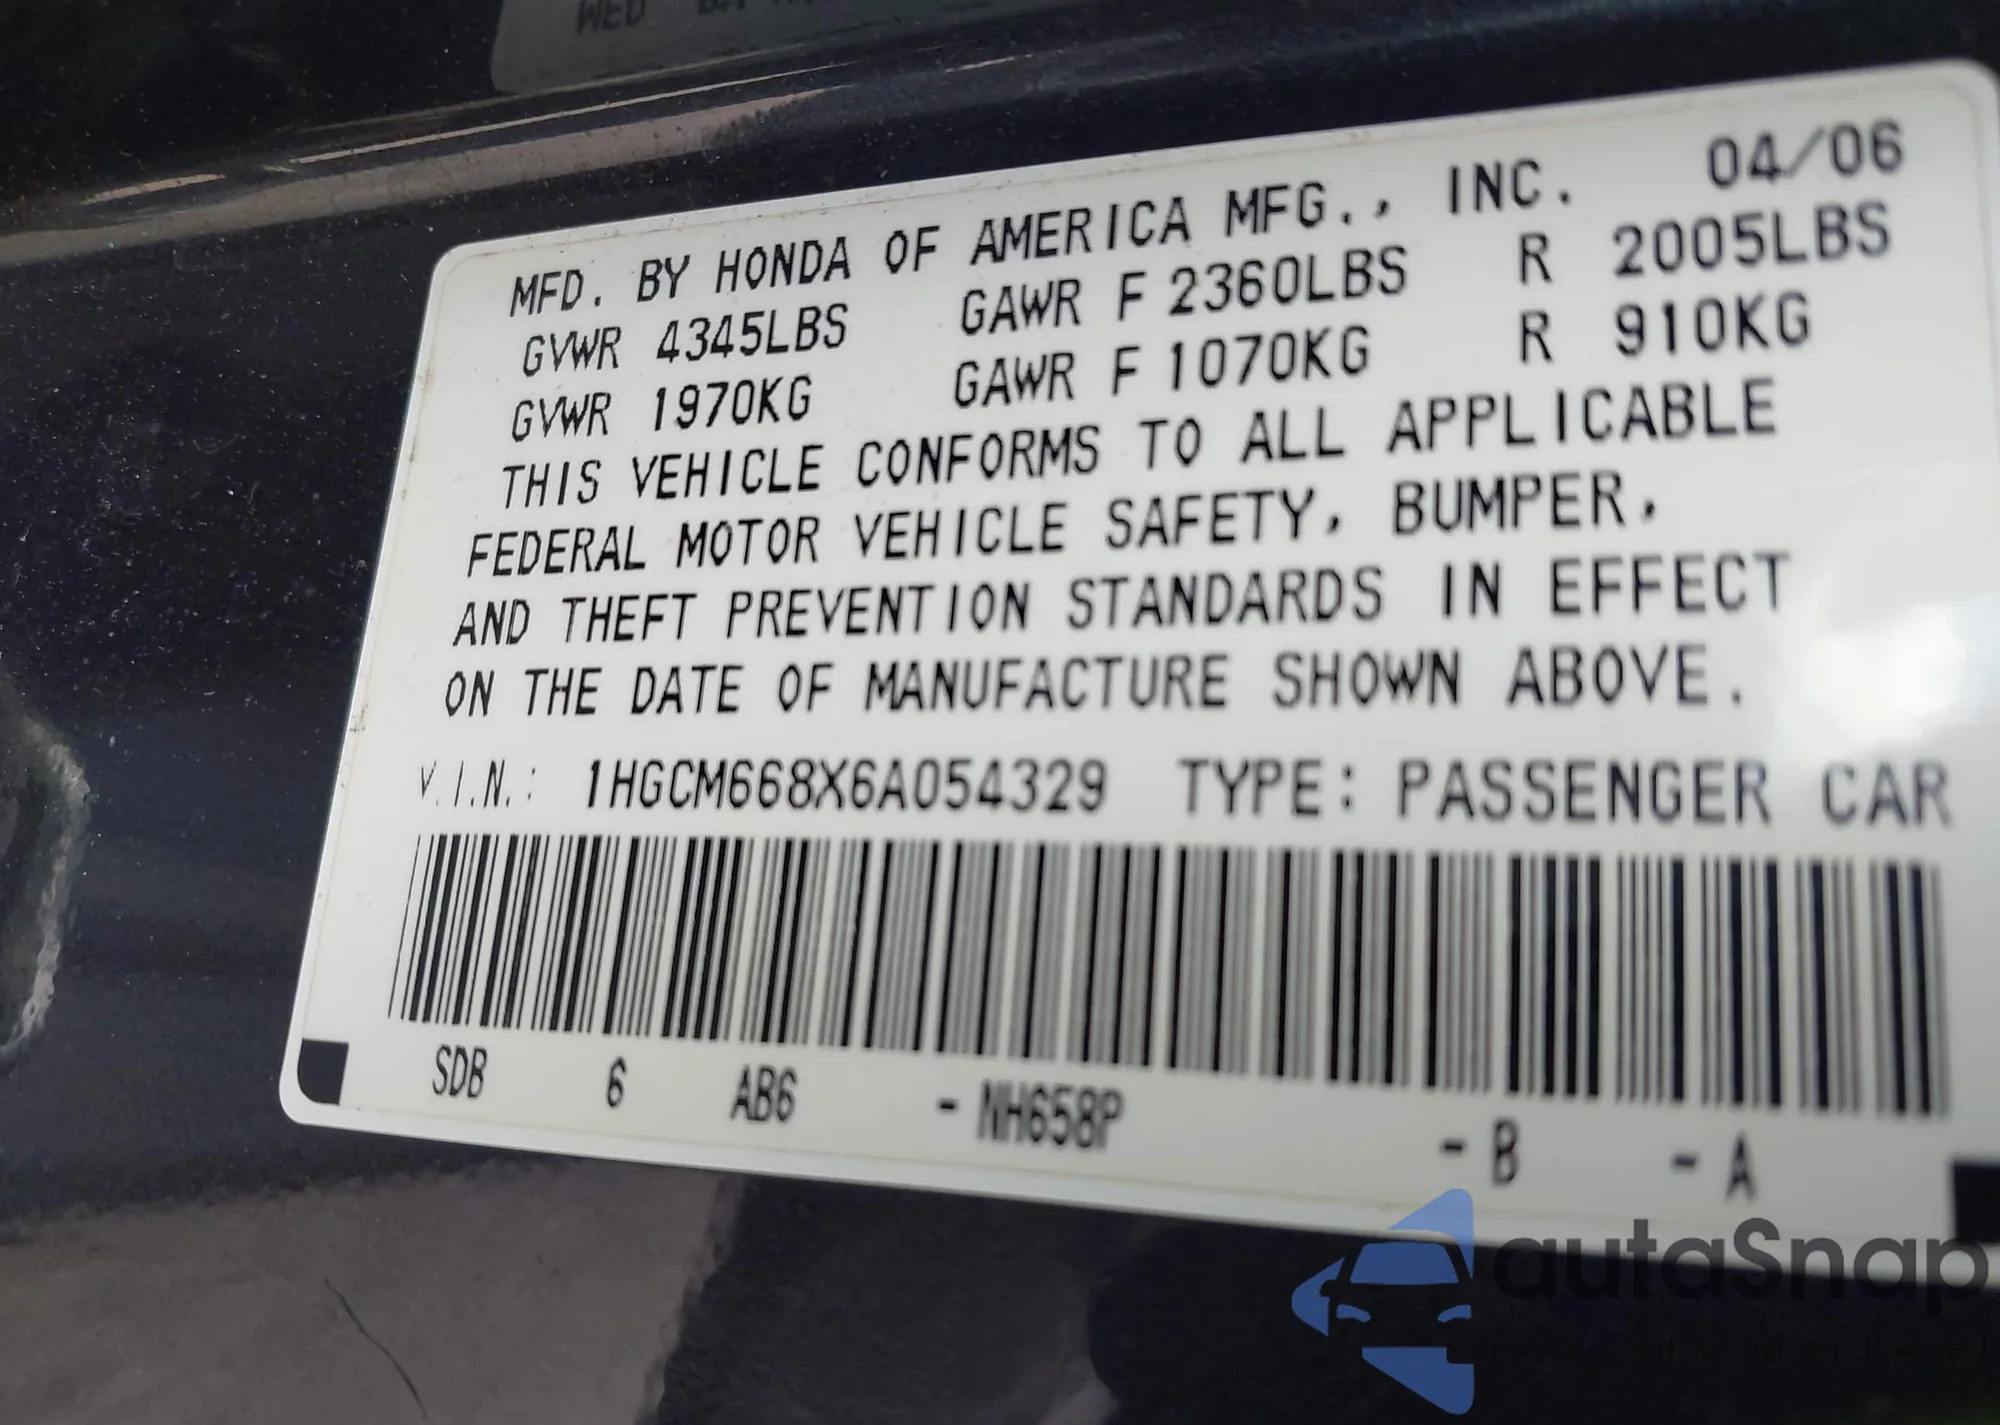 WED
MFD. BY HONDA OF AMERICA MFG., INC. 04/06
GVWR 4345LBS GAWR F 2360LBS R 2005LBS
GVWR 1970KG GAWR F 1070KG R 910KG
THIS VEHICLE CONFORMS TO ALL APPLICABLE
FEDERAL MOTOR VEHICLE SAFETY, BUMPER,
AND THEFT PREVENTION STANDARDS IN EFFECT
ON THE DATE OF MANUFACTURE SHOWN ABOVE.
V.I.N.: 1HGCM668X6A054329 TYPE: PASSENGER CAR
SDB 6 AB6 - NH658P - B - A
autaSnap